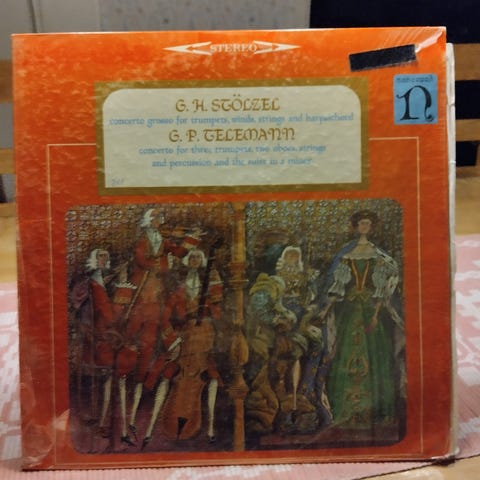 STEREO
nonesuch
n
G. H. STÖLZEL
concerto grosso for trumpets, winds, strings and harpsichord
G. P. TELEMANN
concerto for three trumpets, two oboes, strings
and percussion and the suite in a minor